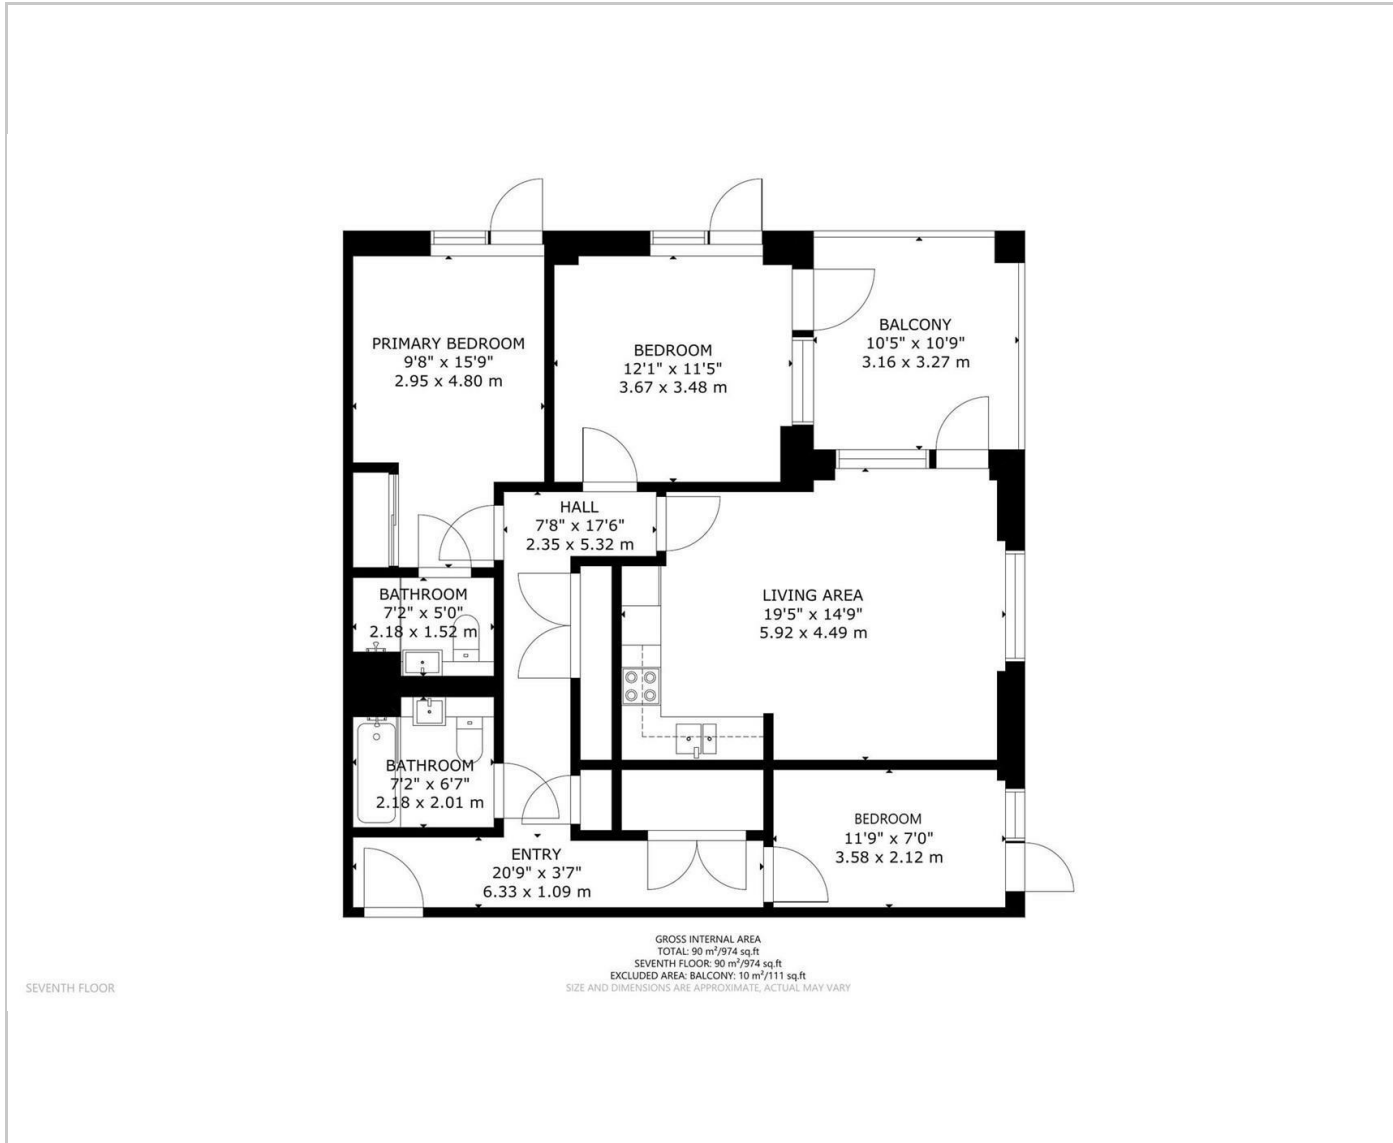 PRIMARY BEDROOM
9'8" x 15'9"
2.95 x 4.80 m
BEDROOM
12'1" x 11'5"
3.67 x 3.48 m
BALCONY
10'5" x 10'9"
3.16 x 3.27 m
HALL
7'8" x 17'6"
2.35 x 5.32 m
BATHROOM
7'2" x 5'0"
2.18 x 1.52 m
LIVING AREA
19'5" x 14'9"
5.92 x 4.49 m
BATHROOM
7'2" x 6'7"
2.18 x 2.01 m
ENTRY
20'9" x 3'7"
6.33 x 1.09 m
BEDROOM
11'9" x 7'0"
3.58 x 2.12 m
GROSS INTERNAL AREA
TOTAL: 90 m²/974 sq.ft
SEVENTH FLOOR: 90 m²/974 sq.ft
EXCLUDED AREA: BALCONY: 10 m²/111 sq.ft
SIZE AND DIMENSIONS ARE APPROXIMATE, ACTUAL MAY VARY
SEVENTH FLOOR